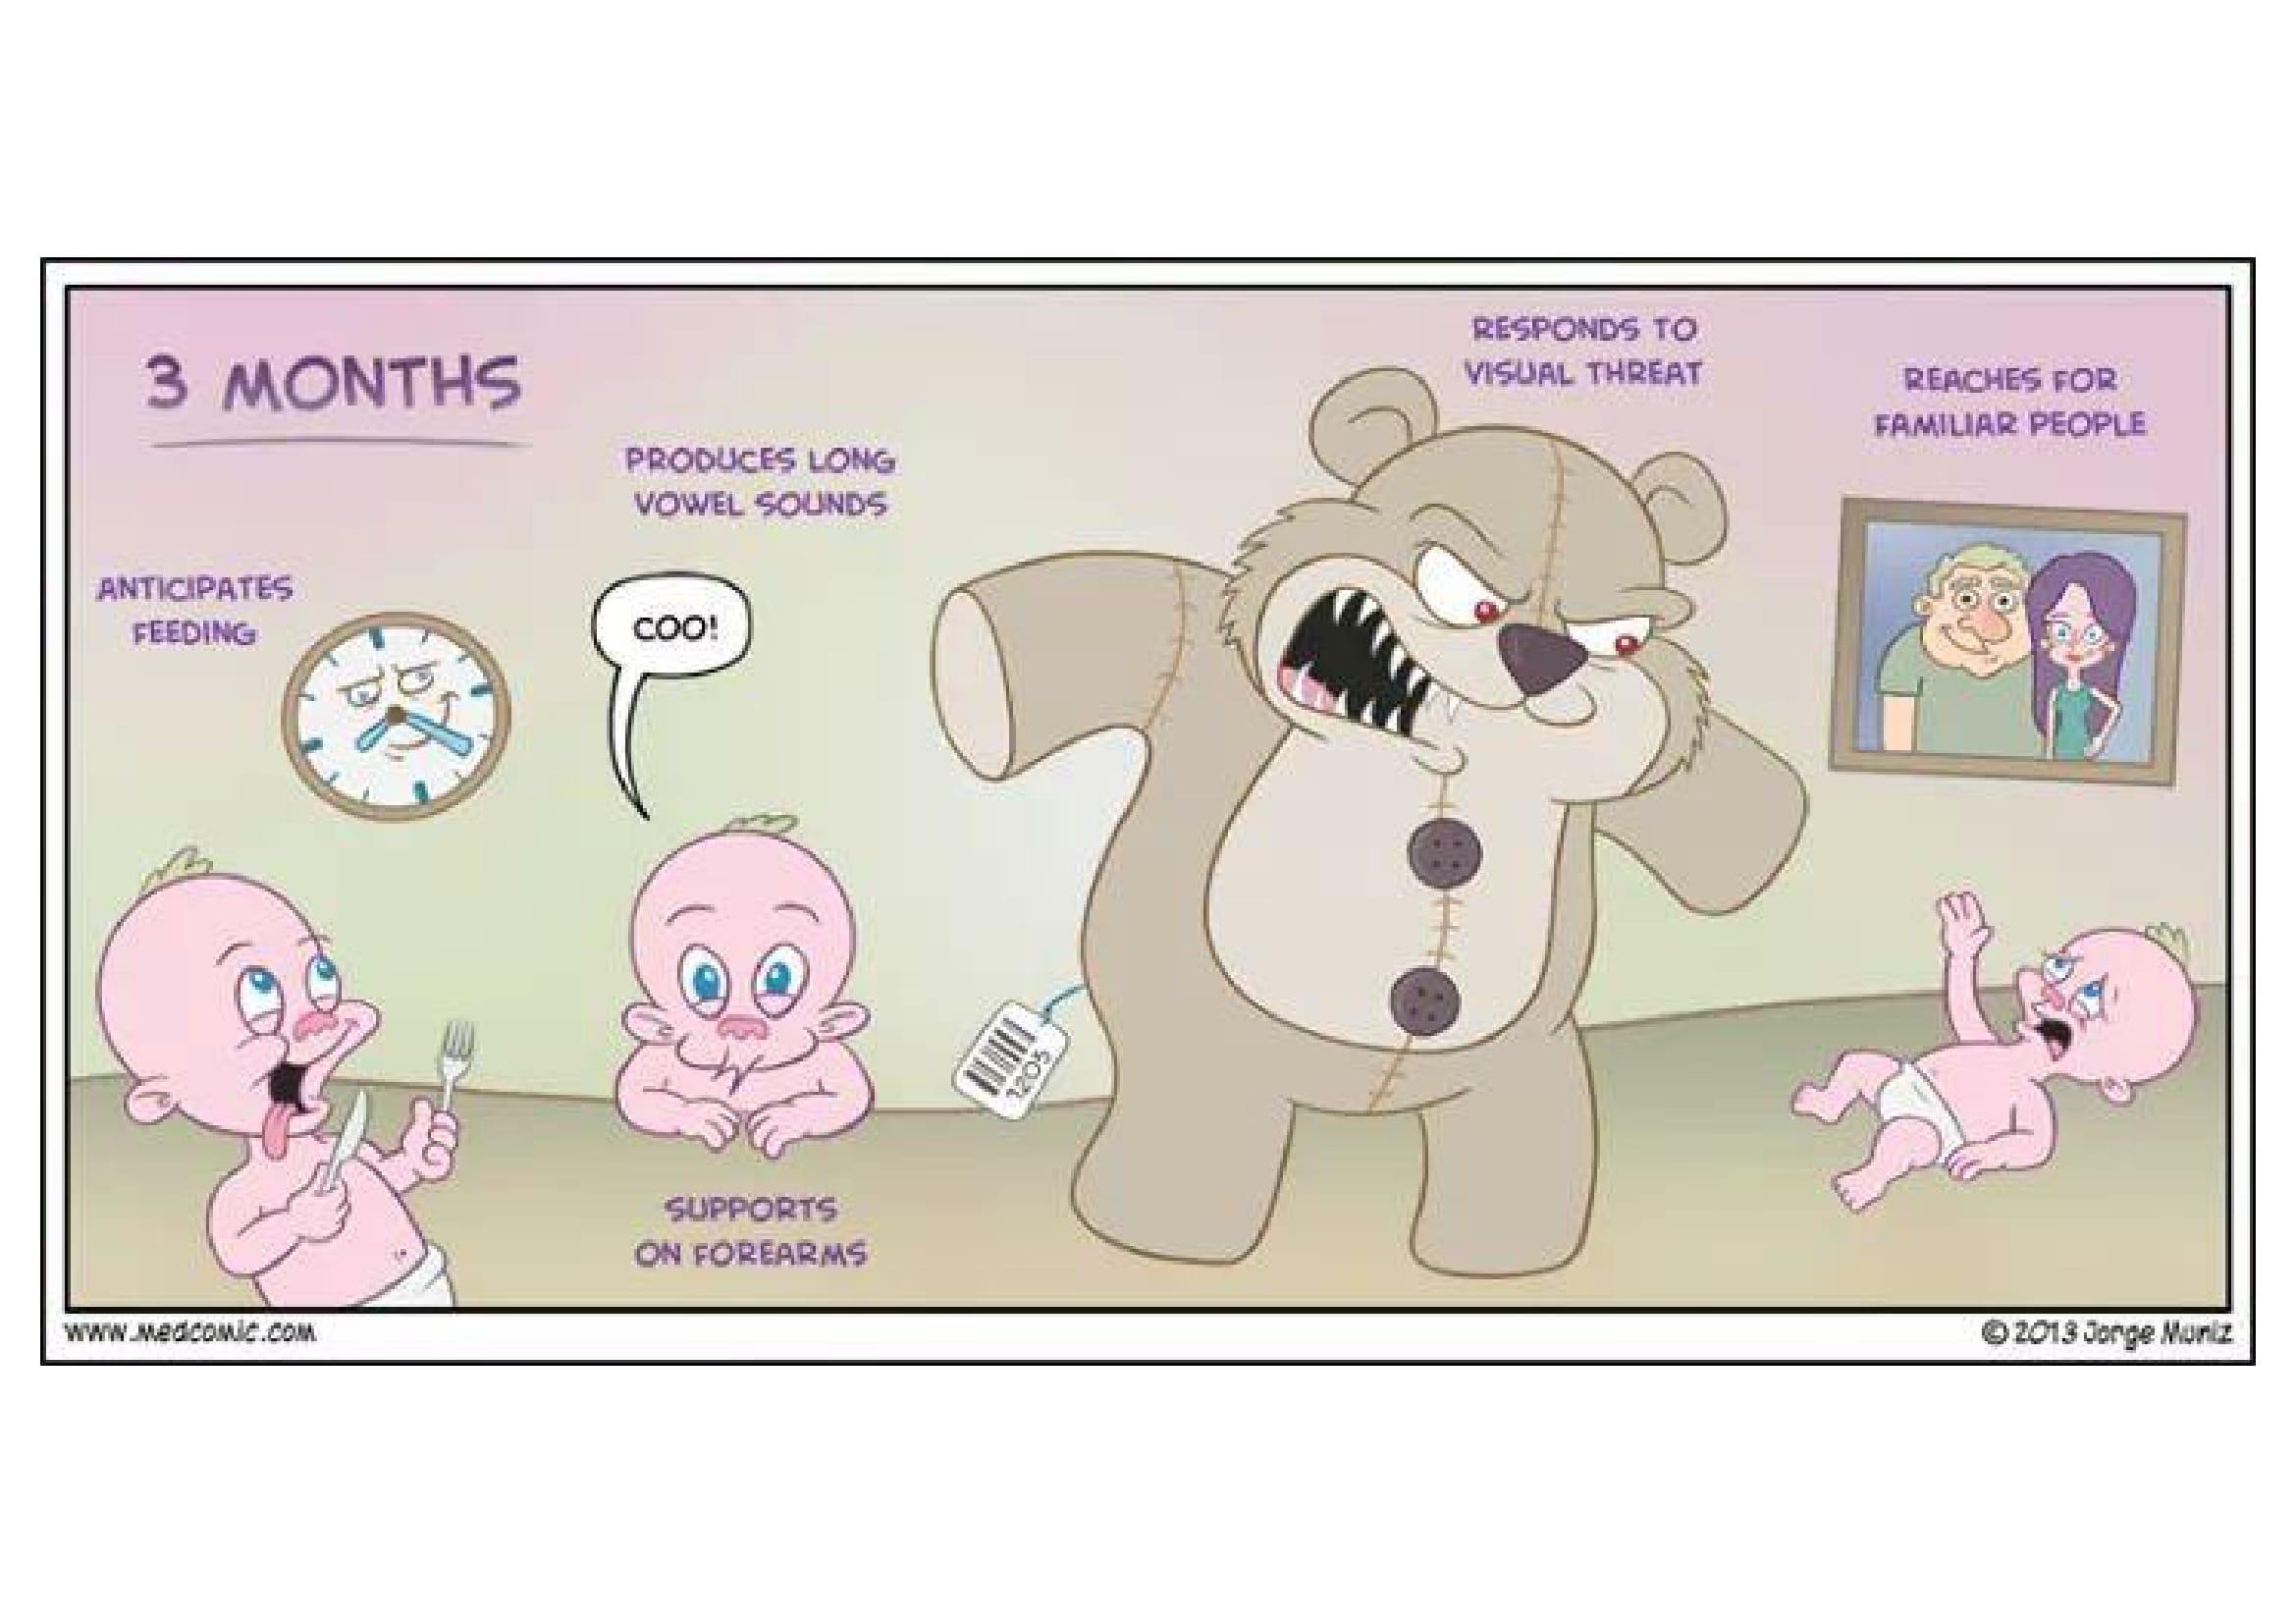 3 MONTHS
ANTICIPATES
FEEDING
PRODUCES LONG
VOWEL SOUNDS
COO!
SUPPORTS
ON FOREARMS
RESPONDS TO
VISUAL THREAT
REACHES FOR
FAMILIAR PEOPLE
1205
www.medcomic.com
© 2013 Jorge Muniz